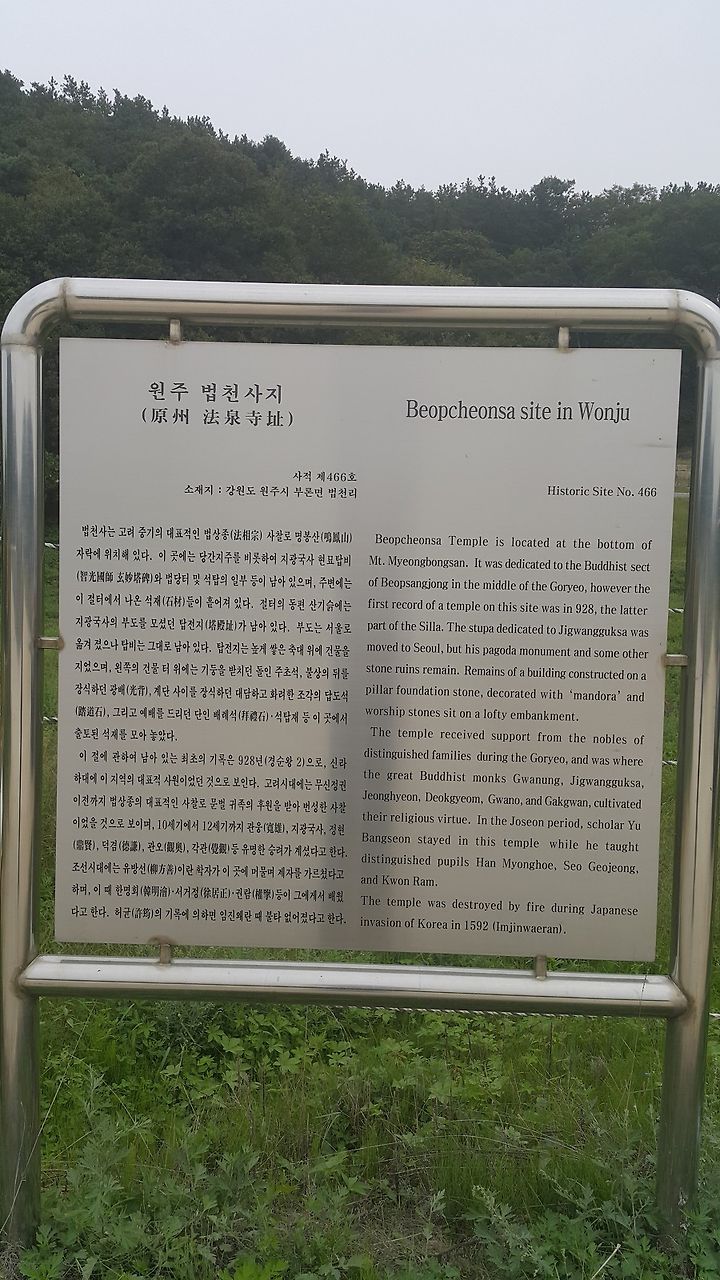 원주 법천사지
(原州 法泉寺址)
사적 제466호
소재지 : 강원도 원주시 부론면 법천리
법천사는 고려 중기의 대표적인 법상종(法相宗) 사찰로 명봉산(鳴鳳山)
자락에 위치해 있다. 이 곳에는 당간지주를 비롯하여 지광국사 현묘탑비
(智光國師 玄妙塔碑)와 법당터 및 석탑의 일부 등이 남아 있으며, 주변에는
이 절터에서 나온 석재(石材)들이 흩어져 있다. 절터의 동편 산기슭에는
지광국사의 부도를 모셨던 탑전지(塔殿址)가 남아 있다. 부도는 서울로
옮겨 졌으나 탑비는 그대로 남아 있다. 탑전지는 높게 쌓은 축대 위에 건물을
지었으며, 왼쪽의 건물 터 위에는 기둥을 받치던 돌인 주초석, 불상의 뒤를
장식하던 광배(光背), 계단 사이를 장식하던 대담하고 화려한 조각의 답도석
(踏道石), 그리고 예배를 드리던 단인 배례석(拜禮石)·석탑재 등 이 곳에서
출토된 석재를 모아 놓았다.
이 절에 관하여 남아 있는 최초의 기록은 928년(경순왕 2)으로, 신라
하대에 이 지역의 대표적 사원이었던 것으로 보인다. 고려시대에는 무신정권
이전까지 법상종의 대표적인 사찰로 문벌 귀족의 후원을 받아 번성한 사찰
이었을 것으로 보이며, 10세기에서 12세기까지 관웅(寬雄), 지광국사, 정현
(鼎賢), 덕겸(德謙), 관오(觀奧), 각관(覺觀)등 유명한 승려가 계셨다고 한다.
조선시대에는 유방선(柳方善)이란 학자가 이 곳에 머물며 제자를 가르쳤다고
하며, 이 때 한명회(韓明澮)·서거정(徐居正)·권람(權擥)등이 그에게서 배웠
다고 한다. 허균(許筠)의 기록에 의하면 임진왜란 때 불타 없어졌다고 한다.
Beopcheonsa site in Wonju
Historic Site No. 466
Beopcheonsa Temple is located at the bottom of
Mt. Myeongbongsan. It was dedicated to the Buddhist sect
of Beopsangjong in the middle of the Goryeo, however the
first record of a temple on this site was in 928, the latter
part of the Silla. The stupa dedicated to Jigwangguksa was
moved to Seoul, but his pagoda monument and some other
stone ruins remain. Remains of a building constructed on a
pillar foundation stone, decorated with ‘mandora’ and
worship stones sit on a lofty embankment.
The temple received support from the nobles of
distinguished families during the Goryeo, and was where
the great Buddhist monks Gwanung, Jigwangguksa,
Jeonghyeon, Deokgyeom, Gwano, and Gakgwan, cultivated
their religious virtue. In the Joseon period, scholar Yu
Bangseon stayed in this temple while he taught
distinguished pupils Han Myonghoe, Seo Geojeong,
and Kwon Ram.
The temple was destroyed by fire during Japanese
invasion of Korea in 1592 (Imjinwaeran).